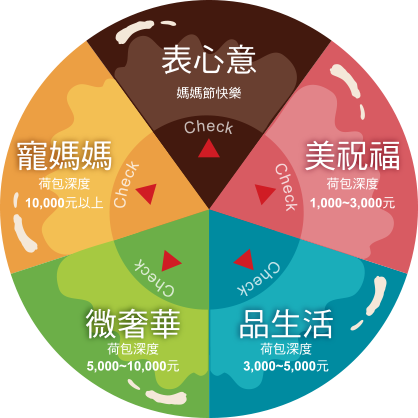 表心意
媽媽節快樂
Check
美祝福
荷包深度
1,000~3,000元
Check
品生活
荷包深度
3,000~5,000元
Check
微奢華
荷包深度
5,000~10,000元
Check
寵媽媽
荷包深度
10,000元以上
Check